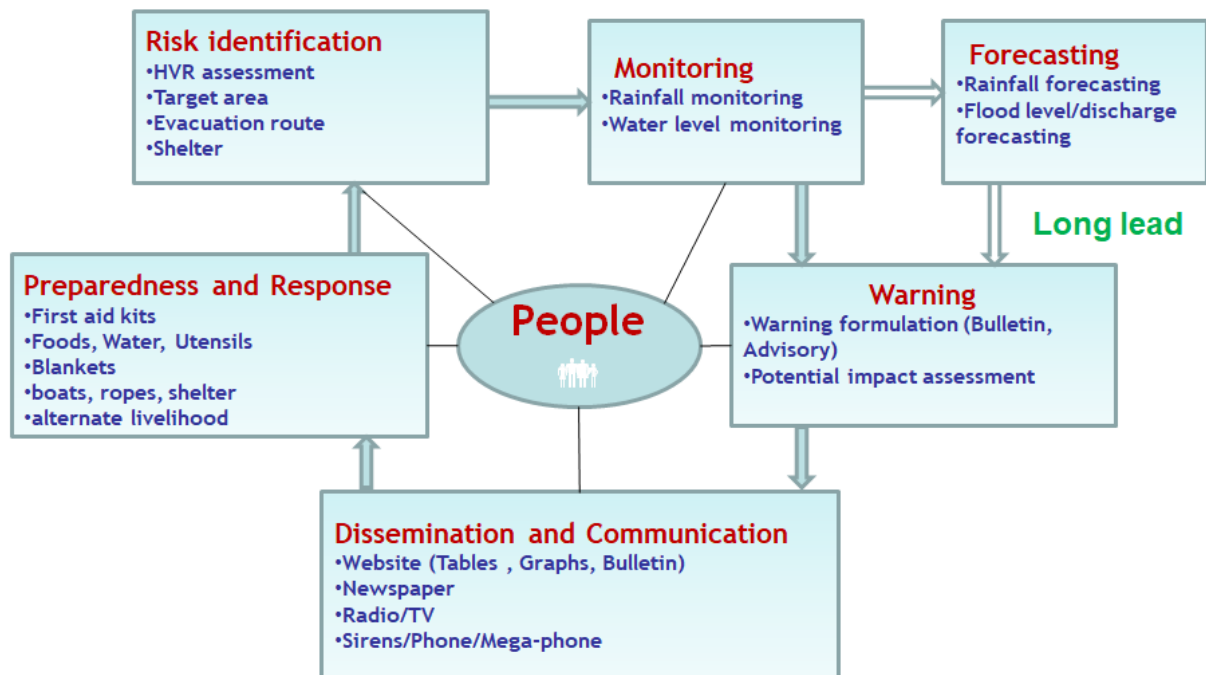 Risk identification
•HVR assessment
•Target area
•Evacuation route
•Shelter
Monitoring
•Rainfall monitoring
•Water level monitoring
Forecasting
•Rainfall forecasting
•Flood level/discharge
forecasting
Long lead
Preparedness and Response
•First aid kits
•Foods, Water, Utensils
•Blankets
•boats, ropes, shelter
•alternate livelihood
People
Warning
•Warning formulation (Bulletin,
Advisory)
•Potential impact assessment
Dissemination and Communication
•Website (Tables , Graphs, Bulletin)
•Newspaper
•Radio/TV
•Sirens/Phone/Mega-phone